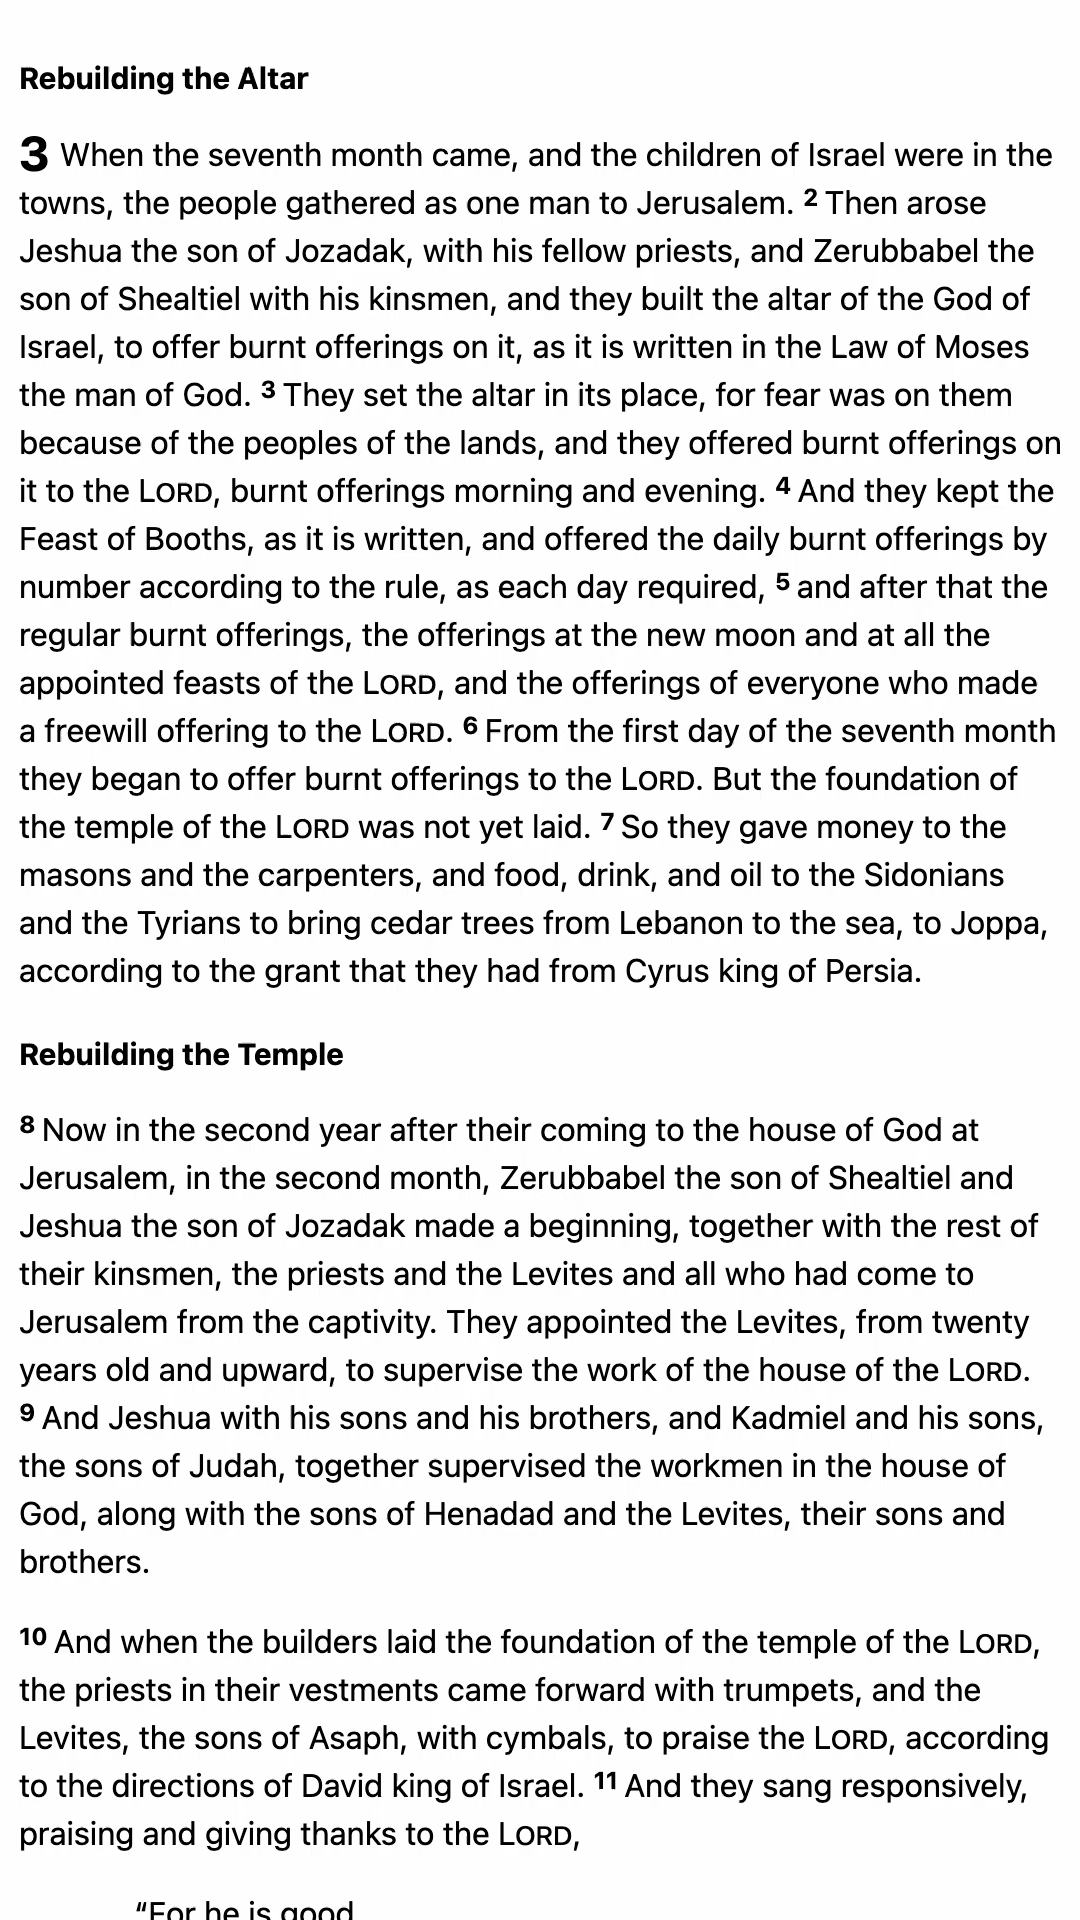 Rebuilding the Altar
3 When the seventh month came, and the children of Israel were in the
towns, the people gathered as one man to Jerusalem. 2 Then arose
Jeshua the son of Jozadak, with his fellow priests, and Zerubbabel the
son of Shealtiel with his kinsmen, and they built the altar of the God of
Israel, to offer burnt offerings on it, as it is written in the Law of Moses
the man of God. 3 They set the altar in its place, for fear was on them
because of the peoples of the lands, and they offered burnt offerings on
it to the LORD, burnt offerings morning and evening. 4 And they kept the
Feast of Booths, as it is written, and offered the daily burnt offerings by
number according to the rule, as each day required, 5 and after that the
regular burnt offerings, the offerings at the new moon and at all the
appointed feasts of the LORD, and the offerings of everyone who made
a freewill offering to the LORD. 6 From the first day of the seventh month
they began to offer burnt offerings to the LORD. But the foundation of
the temple of the LORD was not yet laid. 7 So they gave money to the
masons and the carpenters, and food, drink, and oil to the Sidonians
and the Tyrians to bring cedar trees from Lebanon to the sea, to Joppa,
according to the grant that they had from Cyrus king of Persia.
Rebuilding the Temple
8 Now in the second year after their coming to the house of God at
Jerusalem, in the second month, Zerubbabel the son of Shealtiel and
Jeshua the son of Jozadak made a beginning, together with the rest of
their kinsmen, the priests and the Levites and all who had come to
Jerusalem from the captivity. They appointed the Levites, from twenty
years old and upward, to supervise the work of the house of the LORD.
9 And Jeshua with his sons and his brothers, and Kadmiel and his sons,
the sons of Judah, together supervised the workmen in the house of
God, along with the sons of Henadad and the Levites, their sons and
brothers.
10 And when the builders laid the foundation of the temple of the LORD,
the priests in their vestments came forward with trumpets, and the
Levites, the sons of Asaph, with cymbals, to praise the LORD, according
to the directions of David king of Israel. 11 And they sang responsively,
praising and giving thanks to the LORD,
“For he is good